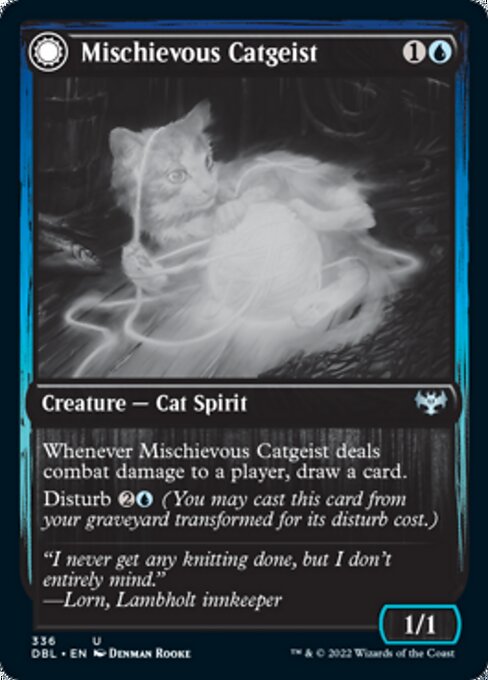 Mischievous Catgeist 1
Creature — Cat Spirit
Whenever Mischievous Catgeist deals
combat damage to a player, draw a card.
Disturb 2 (You may cast this card from
your graveyard transformed for its disturb cost.)
“I never get any knitting done, but I don’t
entirely mind.”
—Lorn, Lambholt innkeeper
1/1
336 U
DBL • EN Denman Rooke
™ & © 2022 Wizards of the Coast